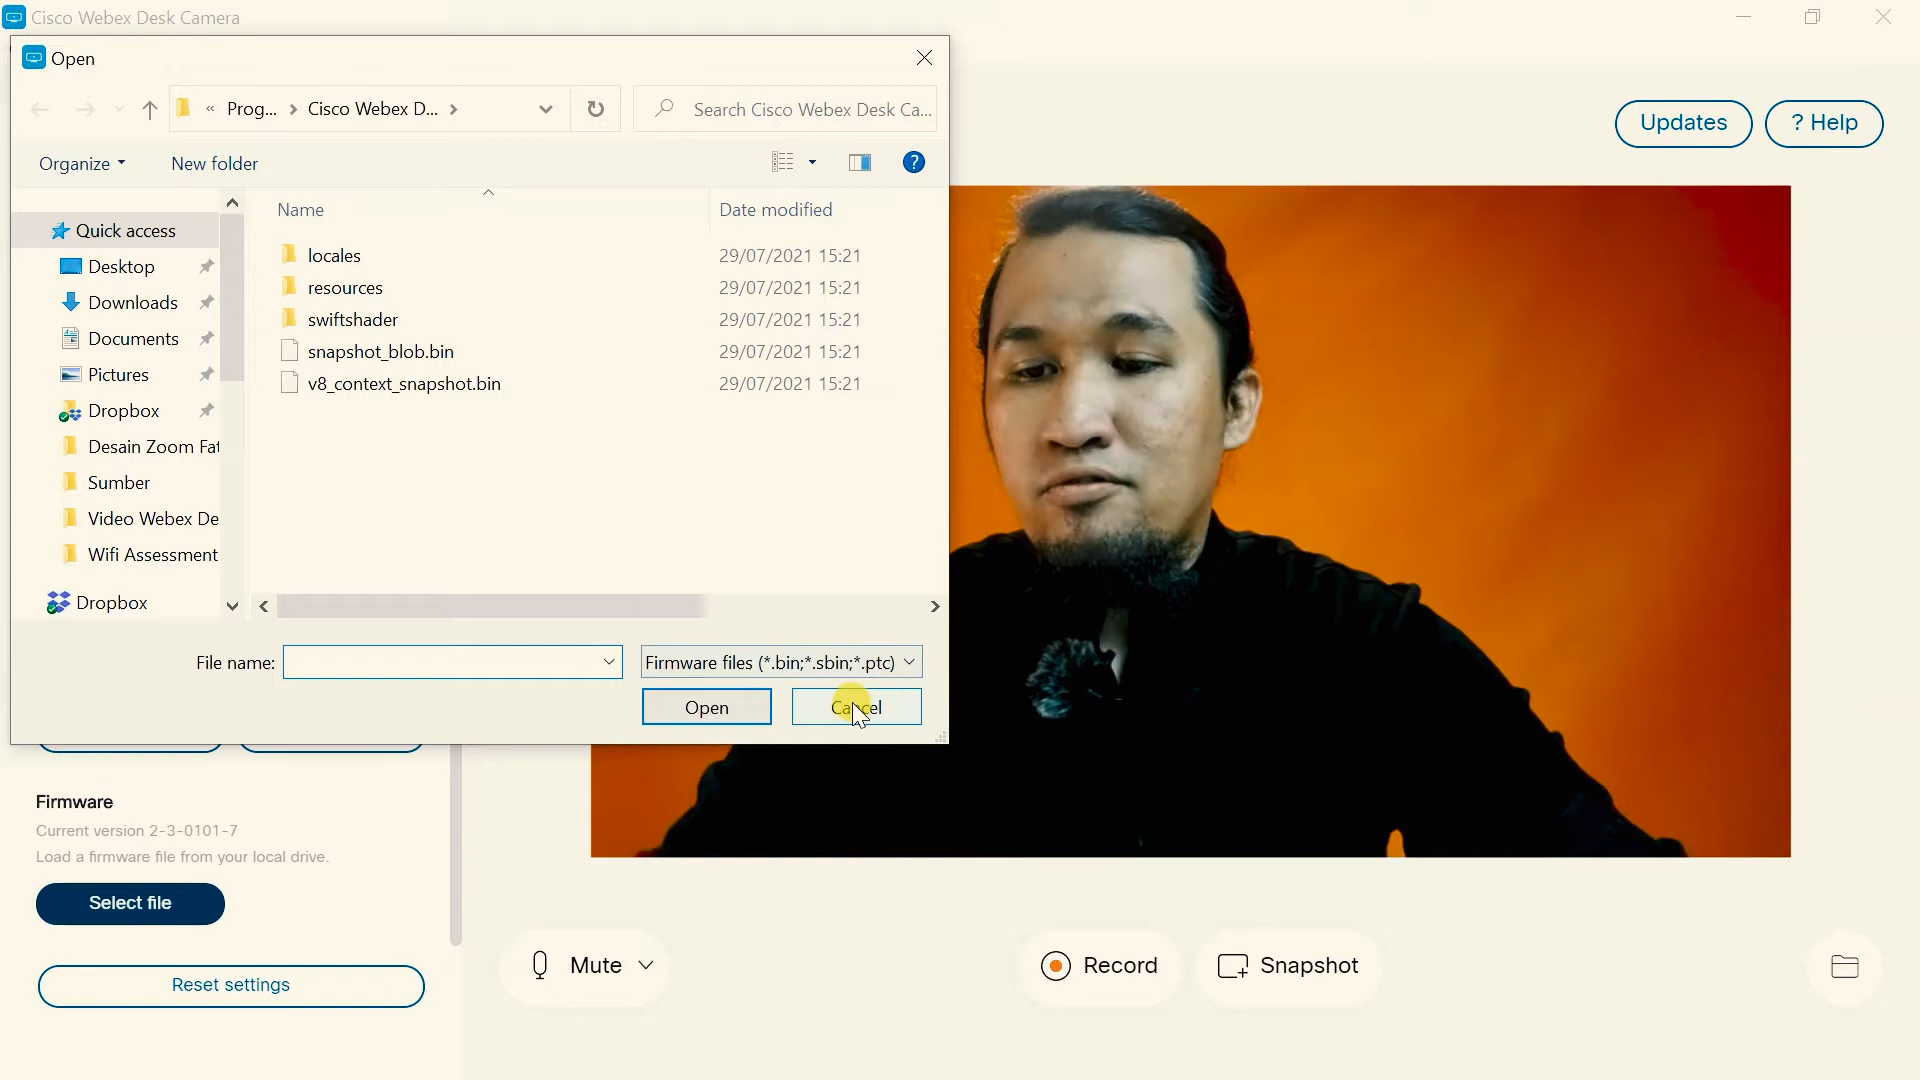 Cisco Webex Desk Camera
Open
« Prog... > Cisco Webex D... >
Search Cisco Webex Desk Ca...
Updates
? Help
Organize
New folder
?
Name
Date modified
Quick access
Desktop
Downloads
Documents
Pictures
Dropbox
Desain Zoom Fat
Sumber
Video Webex De
Wifi Assessment
Dropbox
locales 29/07/2021 15:21
resources 29/07/2021 15:21
swiftshader 29/07/2021 15:21
snapshot_blob.bin 29/07/2021 15:21
v8_context_snapshot.bin 29/07/2021 15:21
File name:
Firmware files (*.bin;*.sbin;*.ptc)
Open
Cancel
Firmware
Current version 2-3-0101-7
Load a firmware file from your local drive.
Select file
Reset settings
Mute
Record
Snapshot